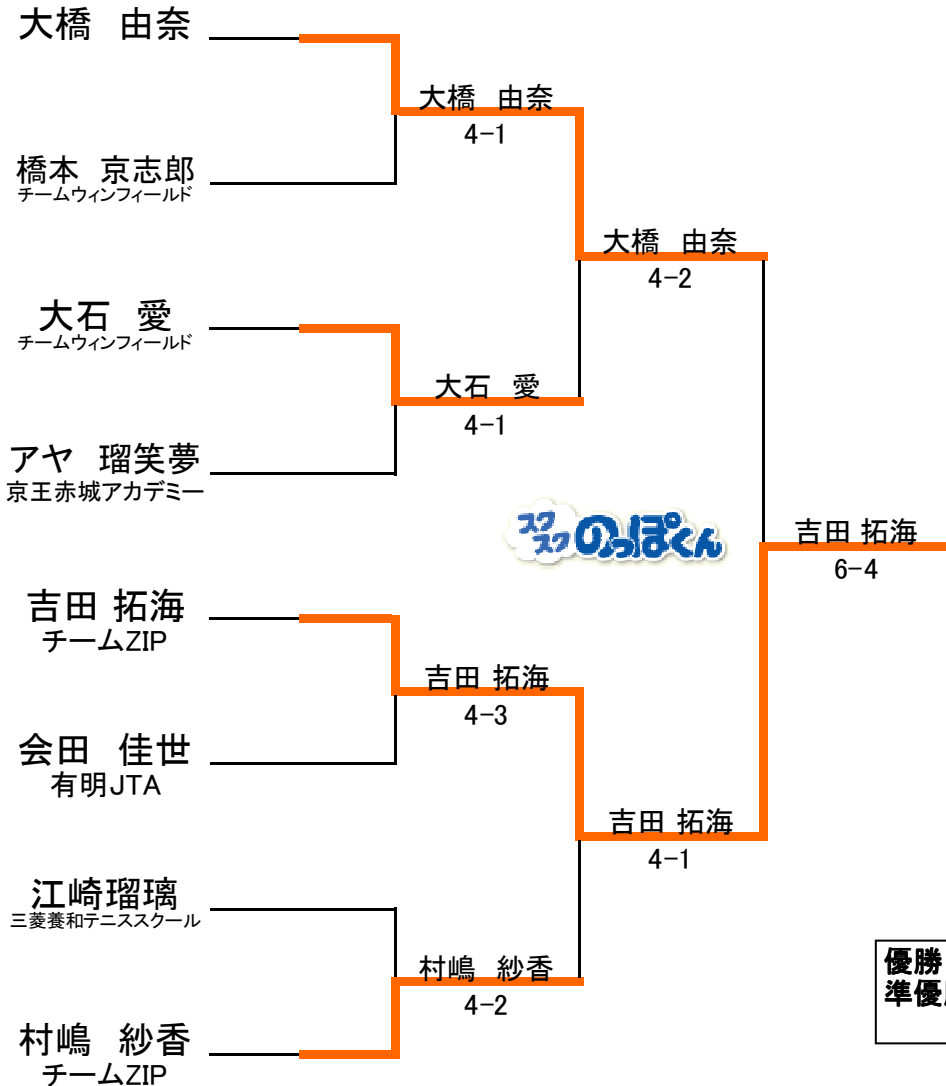 大橋　由奈
大橋　由奈
4-1
橋本　京志郎
チームウィンフィールド
大橋　由奈
4-2
大石　愛
チームウィンフィールド
大石　愛
4-1
アヤ　瑠笑夢
京王赤城アカデミー
スク
スク のっぽくん
吉田 拓海
6-4
吉田 拓海
チームZIP
吉田 拓海
4-3
会田　佳世
有明JTA
吉田 拓海
4-1
江崎瑠璃
三菱養和テニススクール
村嶋　紗香
4-2
優勝
準優
村嶋　紗香
チームZIP